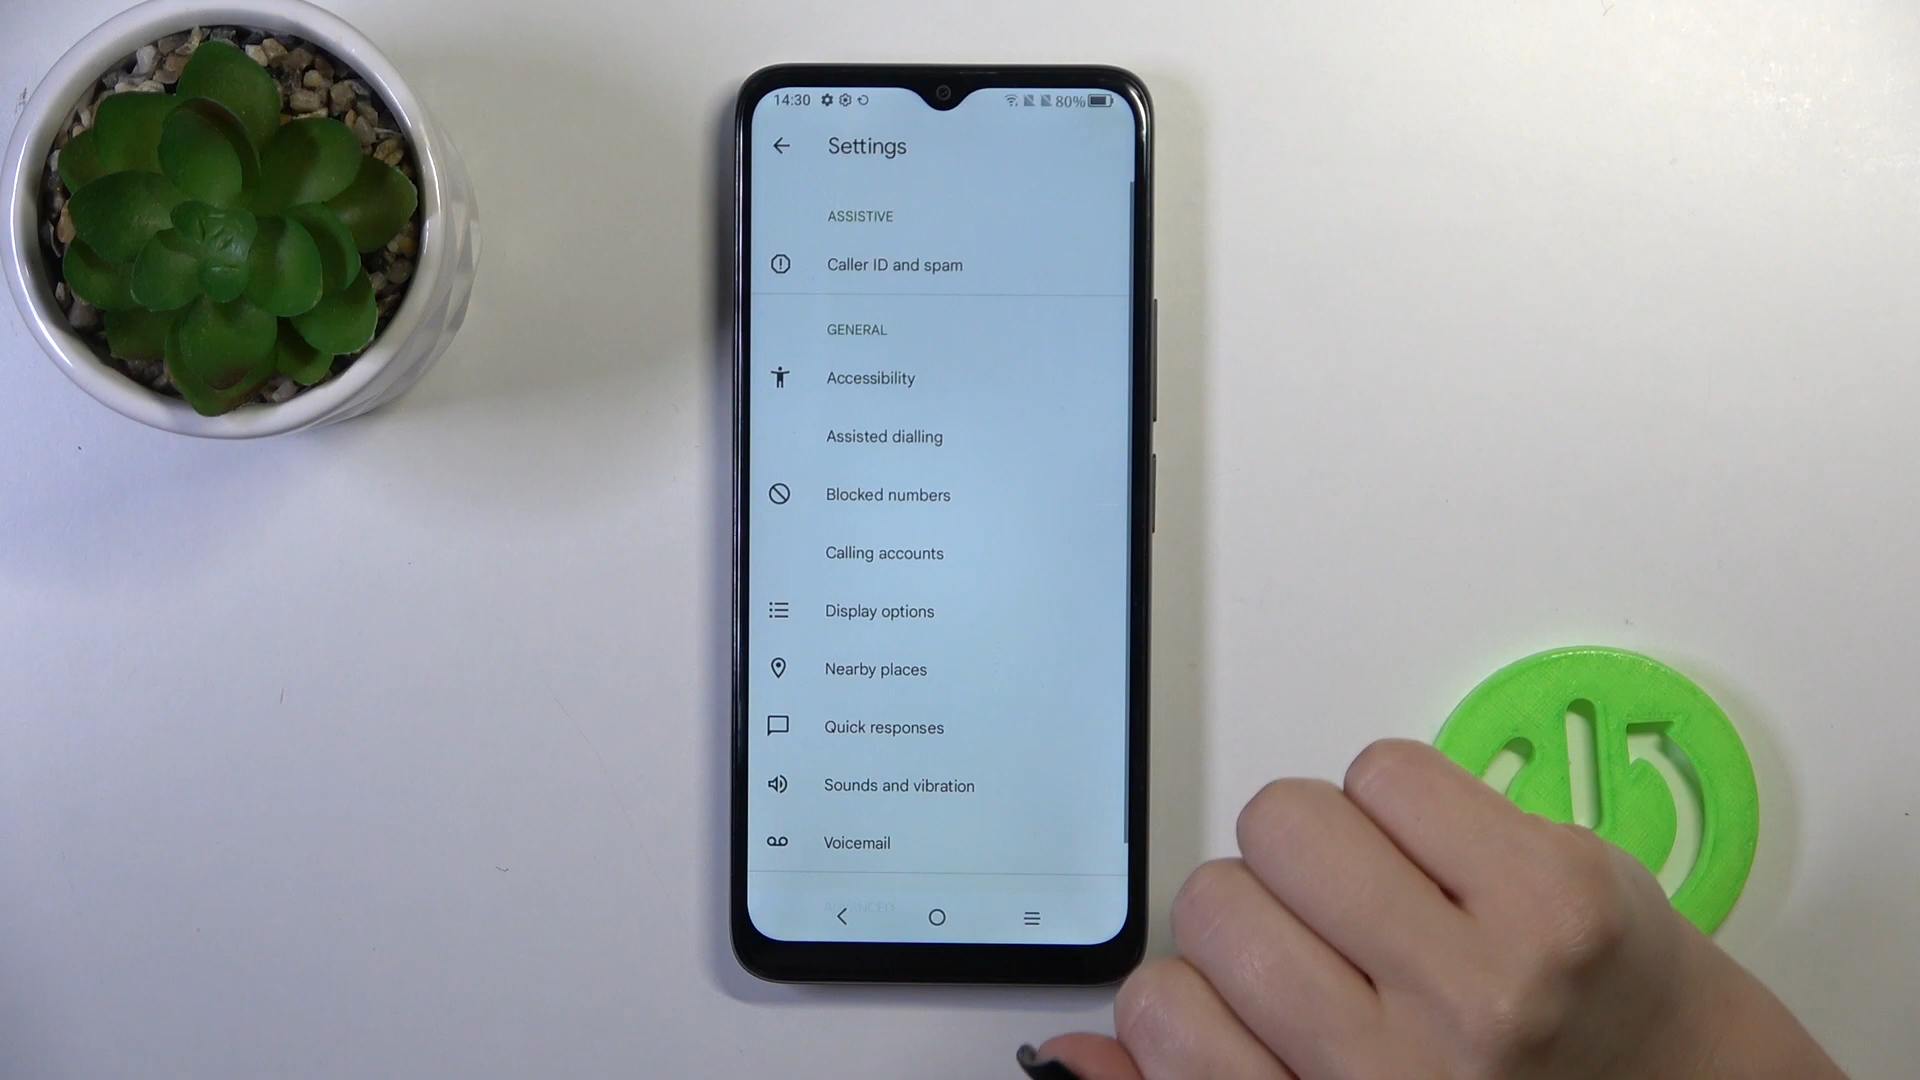 14:30 80%
Settings
ASSISTIVE
Caller ID and spam
GENERAL
Accessibility
Assisted dialling
Blocked numbers
Calling accounts
Display options
Nearby places
Quick responses
Sounds and vibration
Voicemail
ADVANCED